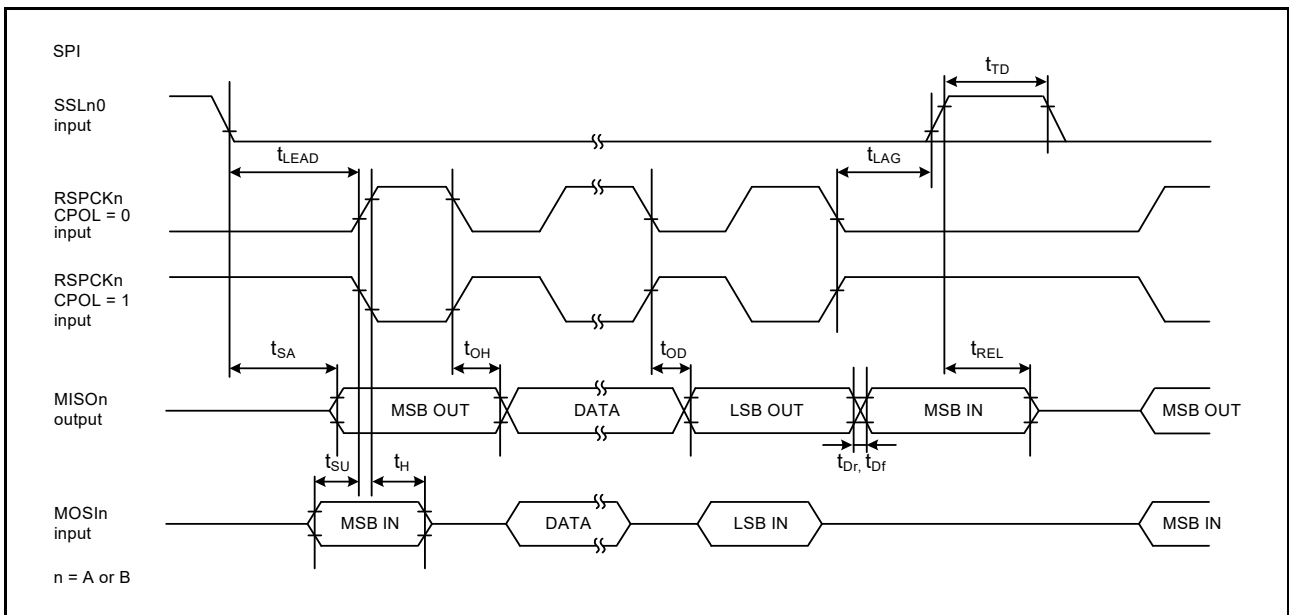 SPI
SSLn0
input
tTD
tLEAD
tLAG
RSPCKn
CPOL = 0
input
RSPCKn
CPOL = 1
input
tSA
tOH
tOD
tREL
MISOn
output
MSB OUT
DATA
LSB OUT
MSB IN
MSB OUT
tSU
tH
tDr, tDf
MOSIn
input
MSB IN
DATA
LSB IN
MSB IN
n = A or B